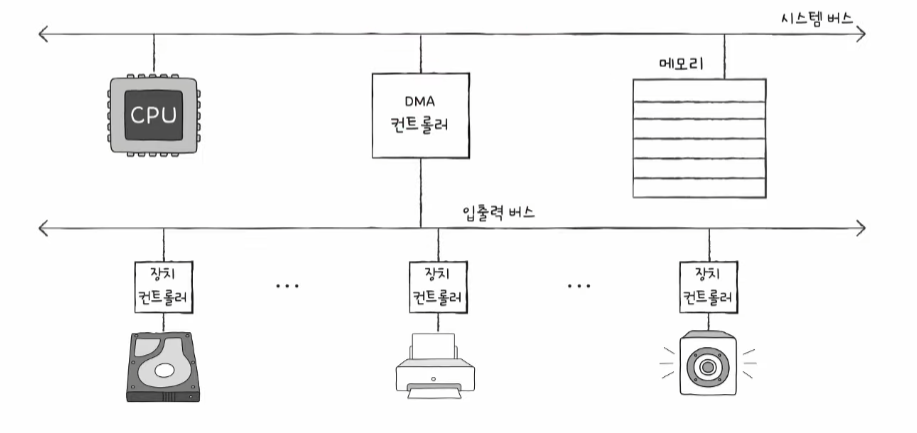 시스템 버스
메모리
CPU
DMA
컨트롤러
입출력 버스
장치
컨트롤러
...
장치
컨트롤러
...
장치
컨트롤러